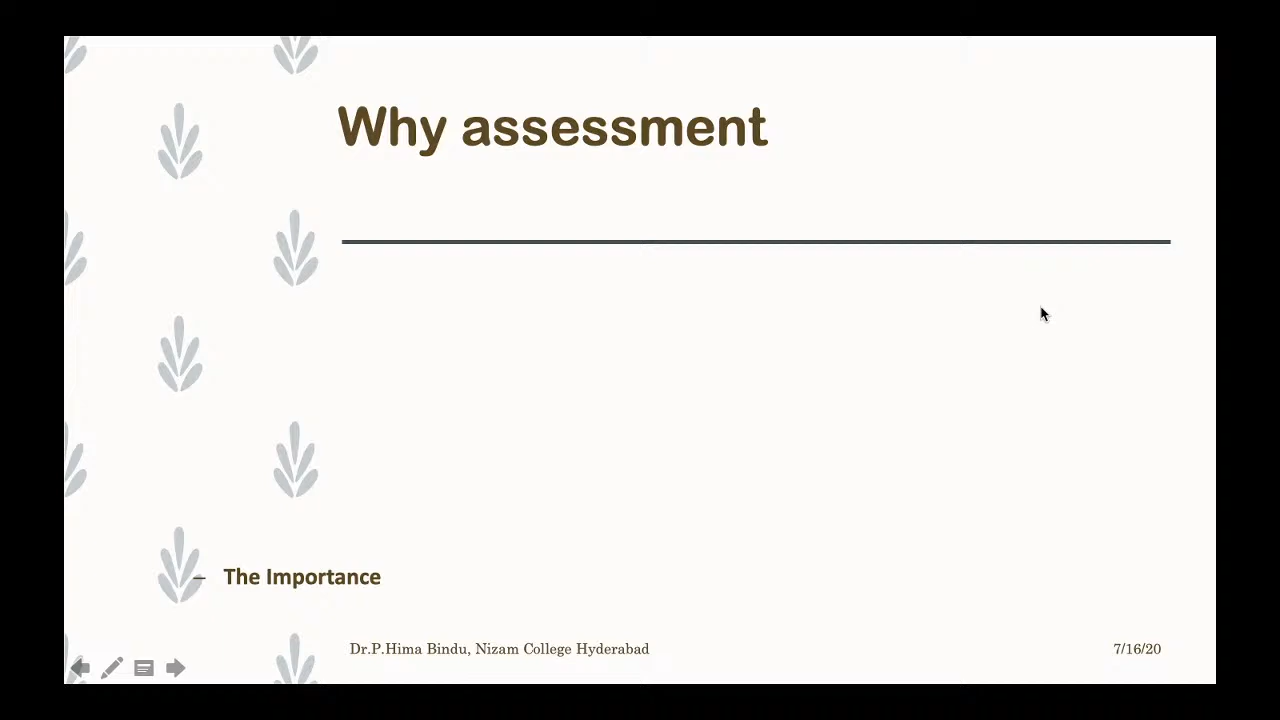 Why assessment
– The Importance
Dr.P.Hima Bindu, Nizam College Hyderabad
7/16/20